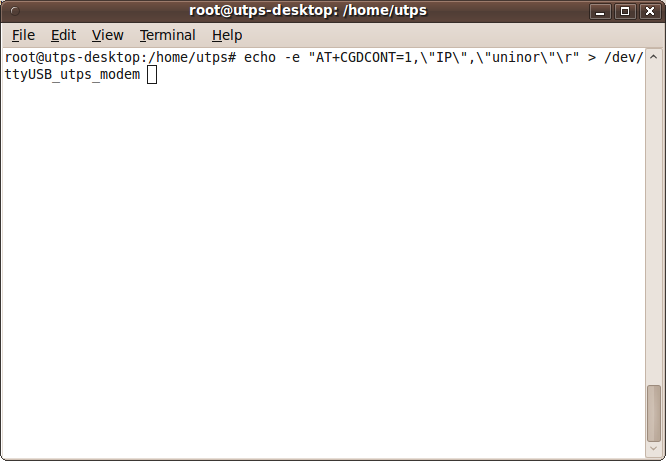 root@utps-desktop: /home/utps
File Edit View Terminal Help
root@utps-desktop:/home/utps# echo -e "AT+CGDCONT=1,\"IP\",\"uninor\"\r" > /dev/
ttyUSB_utps_modem